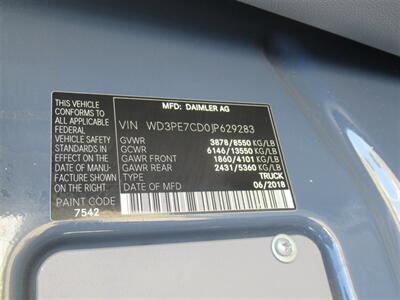 MFD: DAIMLER AG
THIS VEHICLE
CONFORMS TO
ALL APPLICABLE
FEDERAL MOTOR
VEHICLE SAFETY
STANDARDS IN
EFFECT ON THE
DATE OF MANU-
FACTURE SHOWN
ON THE RIGHT.
PAINT CODE
7542
VIN WD3PE7CD0JP629283
GVWR 3878/8550 KG/LB
GCWR 6146/13550 KG/LB
GAWR FRONT 1860/4101 KG/LB
GAWR REAR 2431/5360 KG/LB
TYPE TRUCK
DATE OF MANUFACTURE 06/2018